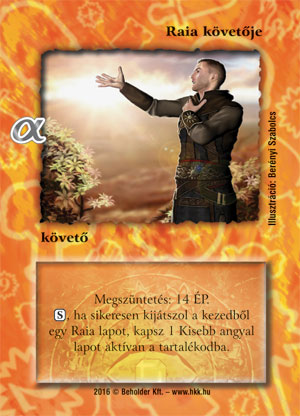 Raia követője
α
Illusztráció: Berényi Szabolcs
követő
Megszüntetés: 14 ÉP.
S, ha sikeresen kijátszol a kezedből
egy Raia lapot, kapsz 1 Kisebb angyal
lapot aktívan a tartalékodba.
2016 © Beholder Kft. – www.hkk.hu